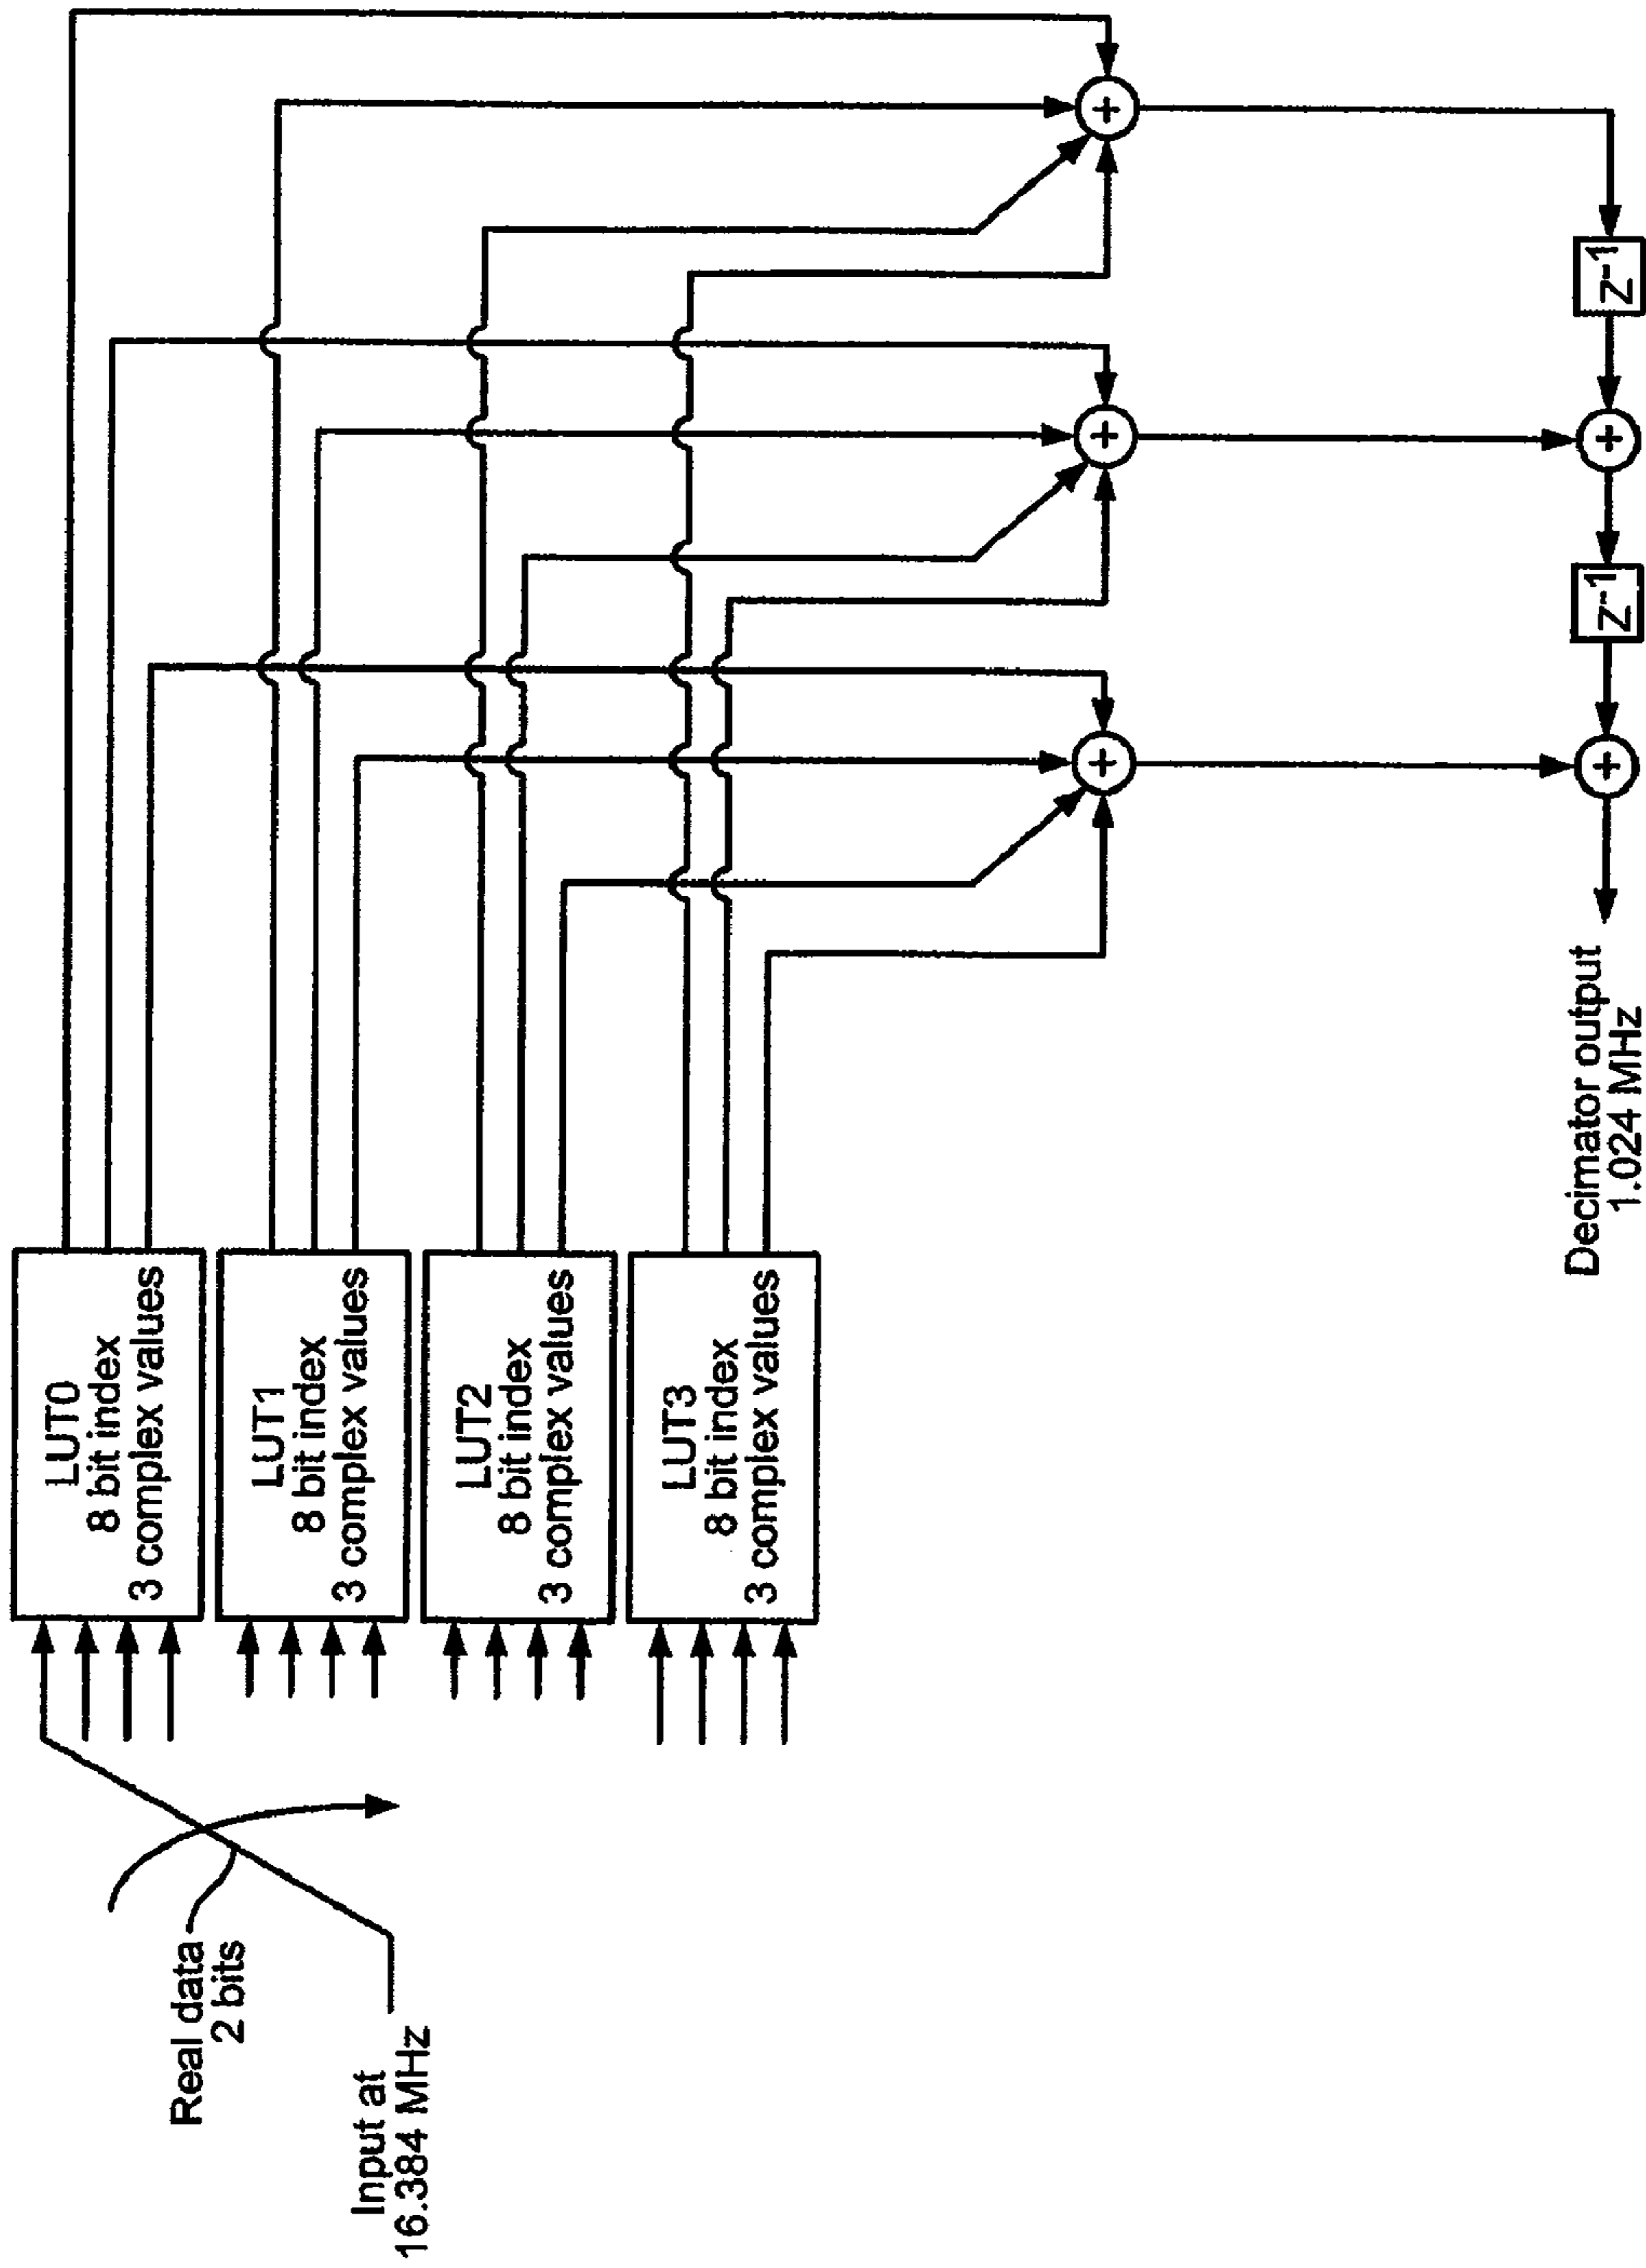 Input at
16.384 MHz
Real data
2 bits
LUT0
8 bit index
3 complex values
LUT1
8 bit index
3 complex values
LUT2
8 bit index
3 complex values
LUT3
8 bit index
3 complex values
+
+
+
z-1
+
z-1
+
Decimator output
1.024 MHz